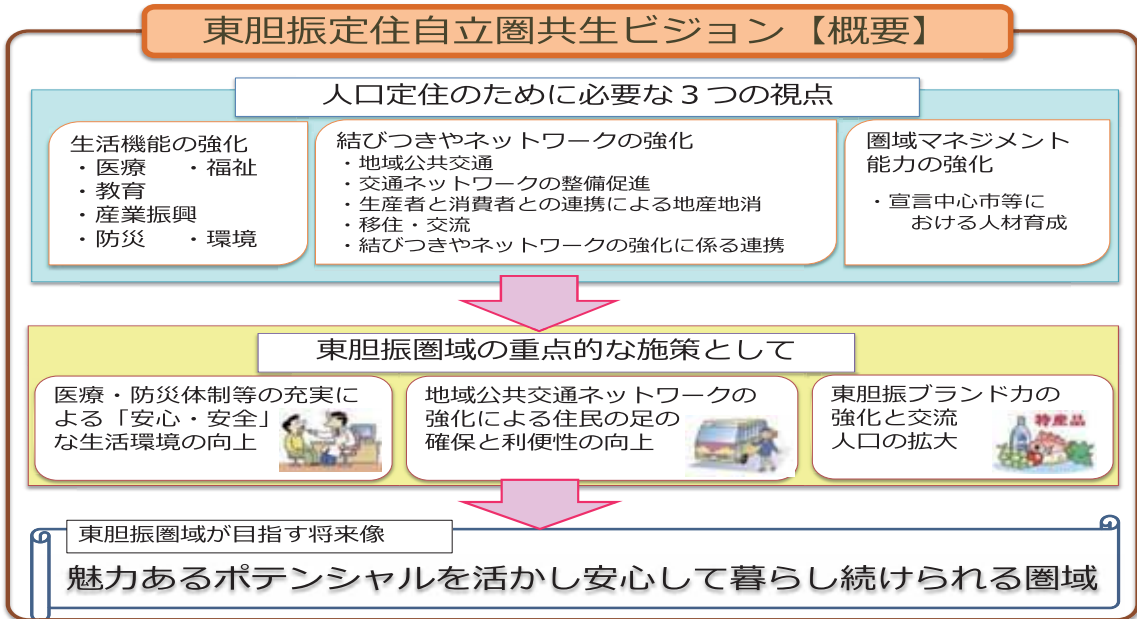 東胆振定住自立圏共生ビジョン【概要】
人口定住のために必要な３つの視点
生活機能の強化
・医療　・福祉
・教育
・産業振興
・防災　・環境
結びつきやネットワークの強化
・地域公共交通
・交通ネットワークの整備促進
・生産者と消費者との連携による地産地消
・移住・交流
・結びつきやネットワークの強化に係る連携
圏域マネジメント
能力の強化
・宣言中心市等に
おける人材育成
東胆振圏域の重点的な施策として
医療・防災体制等の充実に
よる「安心・安全」
な生活環境の向上
地域公共交通ネットワークの
強化による住民の足の
確保と利便性の向上
東胆振ブランド力の
強化と交流
人口の拡大
特産品
東胆振圏域が目指す将来像
魅力あるポテンシャルを活かし安心して暮らし続けられる圏域